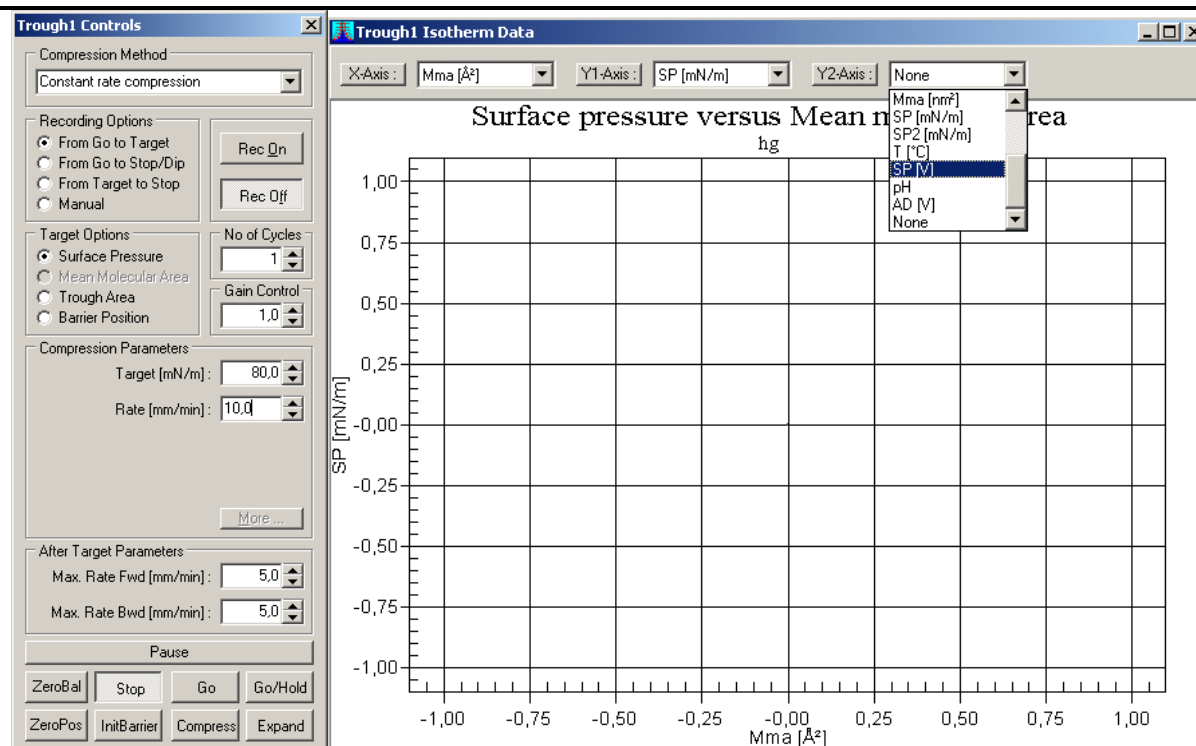 Trough1 Controls
Compression Method
Constant rate compression
Recording Options
From Go to Target
From Go to Stop/Dip
From Target to Stop
Manual
Rec On
Rec Off
Target Options
Surface Pressure
Mean Molecular Area
Trough Area
Barrier Position
No of Cycles
1
Gain Control
1,0
Compression Parameters
Target [mN/m] : 80,0
Rate [mm/min] : 10,0
More ...
After Target Parameters
Max. Rate Fwd [mm/min] : 5,0
Max. Rate Bwd [mm/min] : 5,0
Pause
ZeroBal Stop Go Go/Hold
ZeroPos InitBarrier Compress Expand
Trough1 Isotherm Data
X-Axis : Mma [Å²] Y1-Axis : SP [mN/m] Y2-Axis : None
Mma [nm²]
SP [mN/m]
SP2 [mN/m]
T [°C]
SP [V]
pH
AD [V]
None
Surface pressure versus Mean m rea
hg
SP [mN/m]
1,00
0,75
0,50
0,25
-0,00
-0,25
-0,50
-0,75
-1,00
-1,00 -0,75 -0,50 -0,25 -0,00 0,25 0,50 0,75 1,00
Mma [Å²]